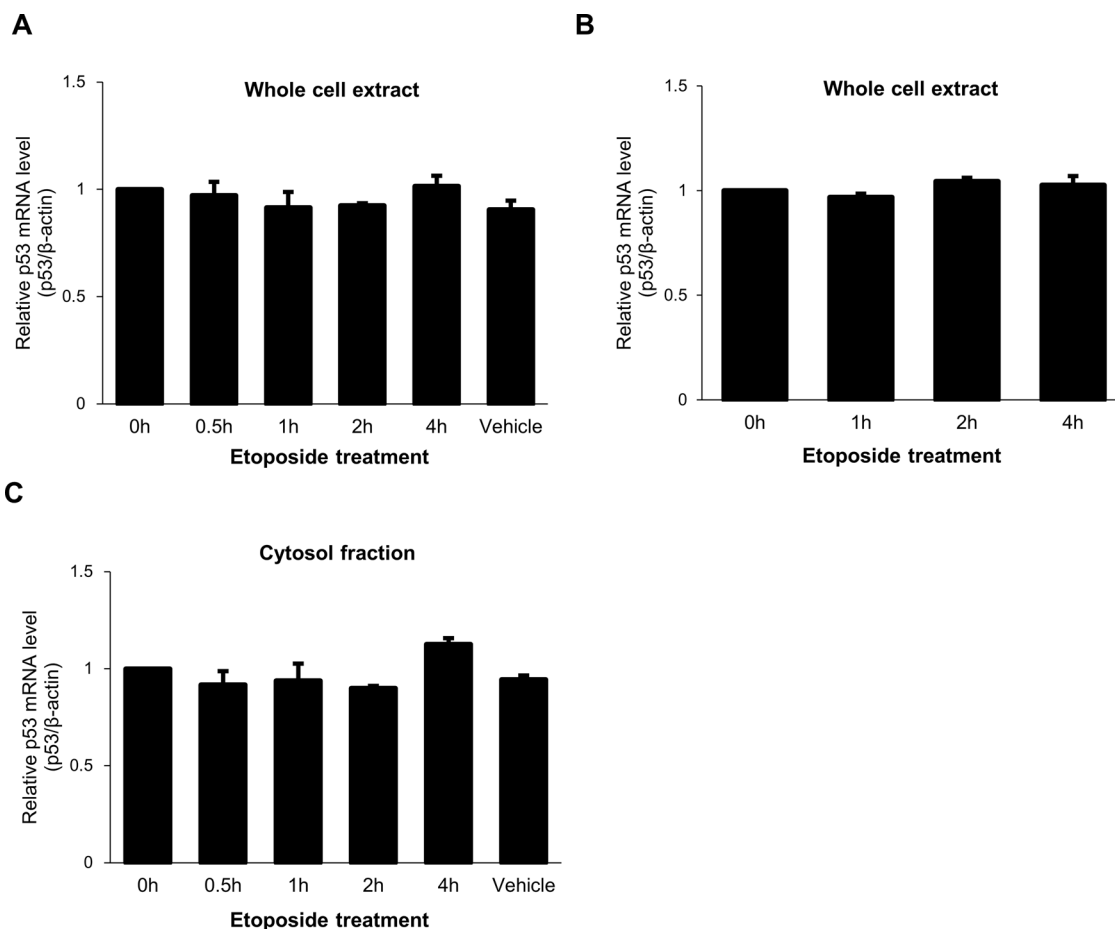 A
Whole cell extract
Relative p53 mRNA level
(p53/β-actin)
1.5
1
0.5
0
0h 0.5h 1h 2h 4h Vehicle
Etoposide treatment
B
Whole cell extract
Relative p53 mRNA level
(p53/β-actin)
1.5
1
0.5
0
0h 1h 2h 4h
Etoposide treatment
C
Cytosol fraction
Relative p53 mRNA level
(p53/β-actin)
1.5
1
0.5
0
0h 0.5h 1h 2h 4h Vehicle
Etoposide treatment